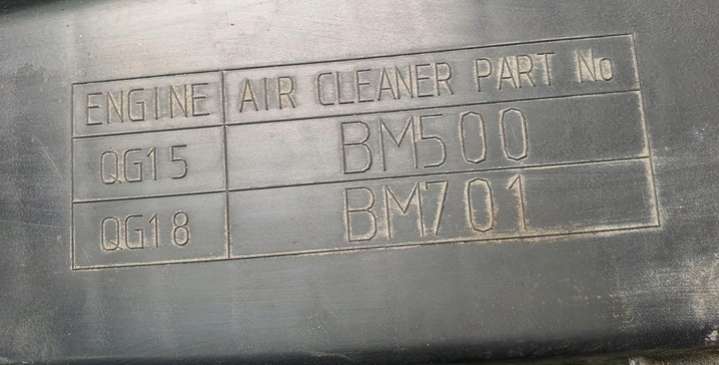 ENGINE AIR CLEANER PART No
QG15 BM500
QG18 BM701